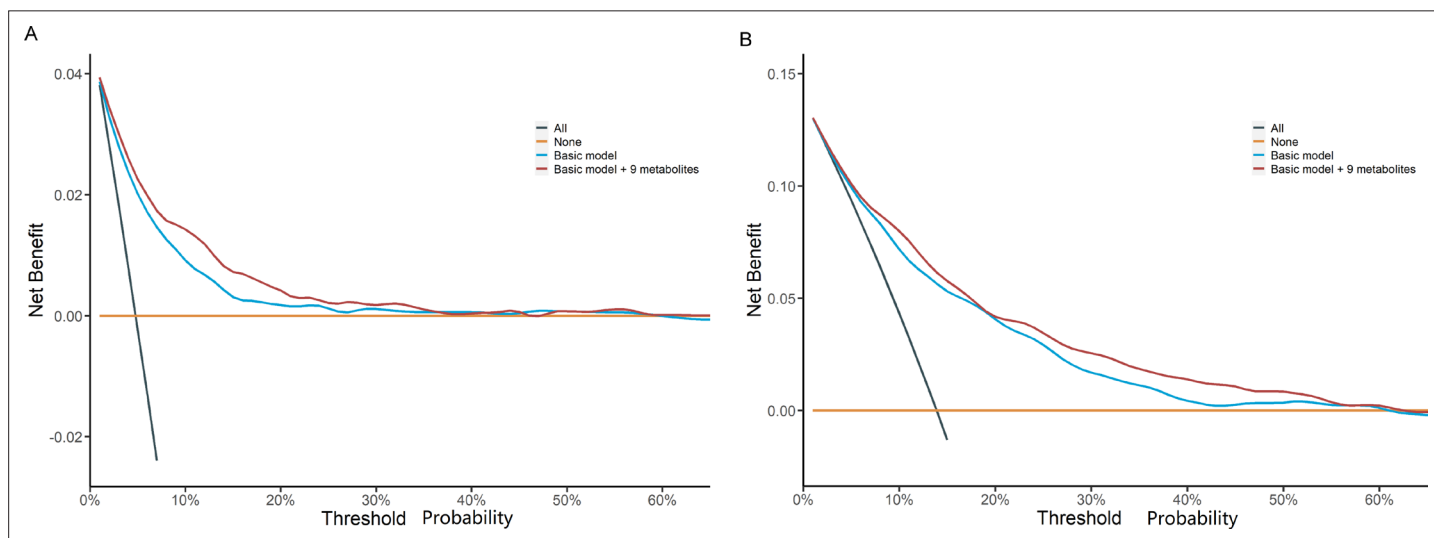 A
Net Benefit
0.04
0.02
0.00
-0.02
0%
10%
20%
30%
40%
50%
60%
Threshold Probability
All
None
Basic model
Basic model + 9 metabolites
B
Net Benefit
0.15
0.10
0.05
0.00
0%
10%
20%
30%
40%
50%
60%
Threshold Probability
All
None
Basic model
Basic model + 9 metabolites